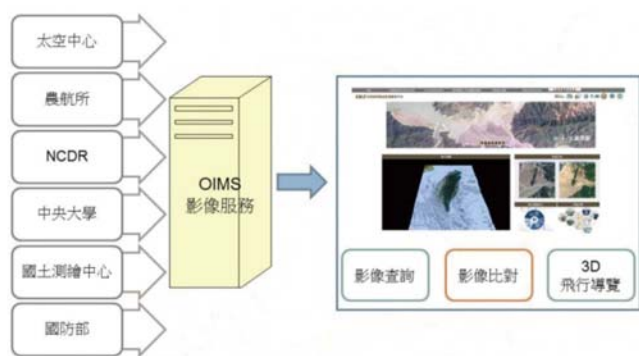 太空中心
農航所
NCDR
中央大學
國土測繪中心
國防部
OIMS
影像服務
影像查詢
影像比對
3D
飛行導覽